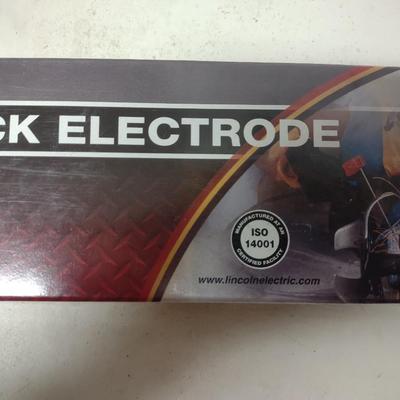 CK ELECTRODE
MANUFACTURED AT AN
ISO
14001
CERTIFIED FACILITY
www.lincolnelectric.com